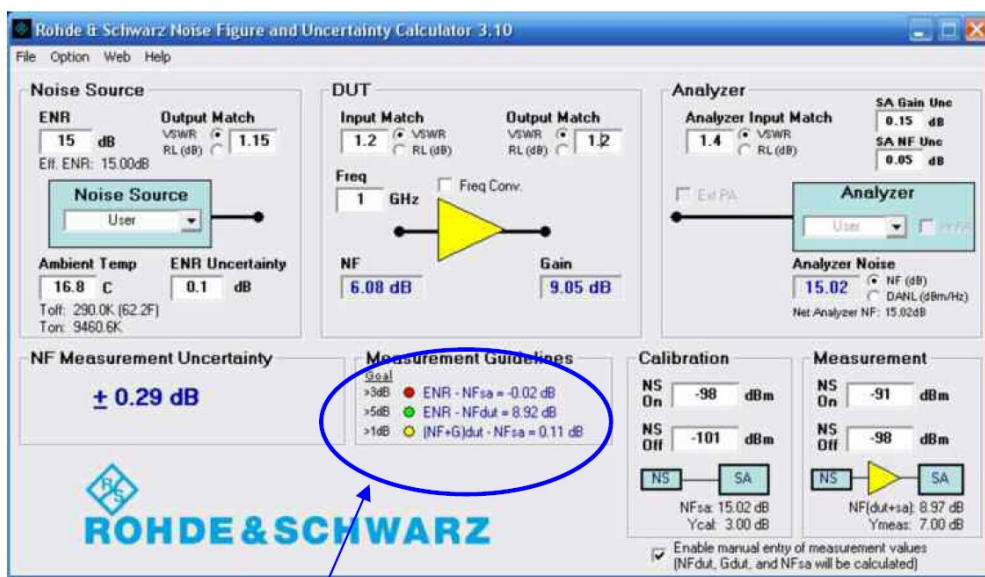 Rohde & Schwarz Noise Figure and Uncertainty Calculator 3.10
File Option Web Help
Noise Source
ENR
15 dB
Eff. ENR: 15.00dB
Output Match
VSWR
RL (dB)
1.15
Noise Source
User
Ambient Temp
16.8 C
Toff: 290.0K (62.2F)
Ton: 9460.6K
ENR Uncertainty
0.1 dB
DUT
Input Match
1.2
VSWR
RL (dB)
Output Match
VSWR
RL (dB)
1.2
Freq
1 GHz
Freq Conv.
NF
6.08 dB
Gain
9.05 dB
Analyzer
Analyzer Input Match
1.4
VSWR
RL (dB)
SA Gain Unc
0.15 dB
SA NF Unc
0.05 dB
Ext PA
Analyzer
User
Int PA
Analyzer Noise
15.02
NF (dB)
DANL (dBm/Hz)
Net Analyzer NF: 15.02dB
NF Measurement Uncertainty
± 0.29 dB
Measurement Guidelines
Goal
>3dB ENR - NFsa = -0.02 dB
>5dB ENR - NFdut = 8.92 dB
>1dB (NF+G)dut - NFsa = 0.11 dB
Calibration
NS On -98 dBm
NS Off -101 dBm
NS SA
NFsa: 15.02 dB
Ycal: 3.00 dB
Measurement
NS On -91 dBm
NS Off -98 dBm
NS SA
NF(dut+sa): 8.97 dB
Ymeas: 7.00 dB
Enable manual entry of measurement values
(NFdut, Gdut, and NFsa will be calculated)
R&S
ROHDE & SCHWARZ